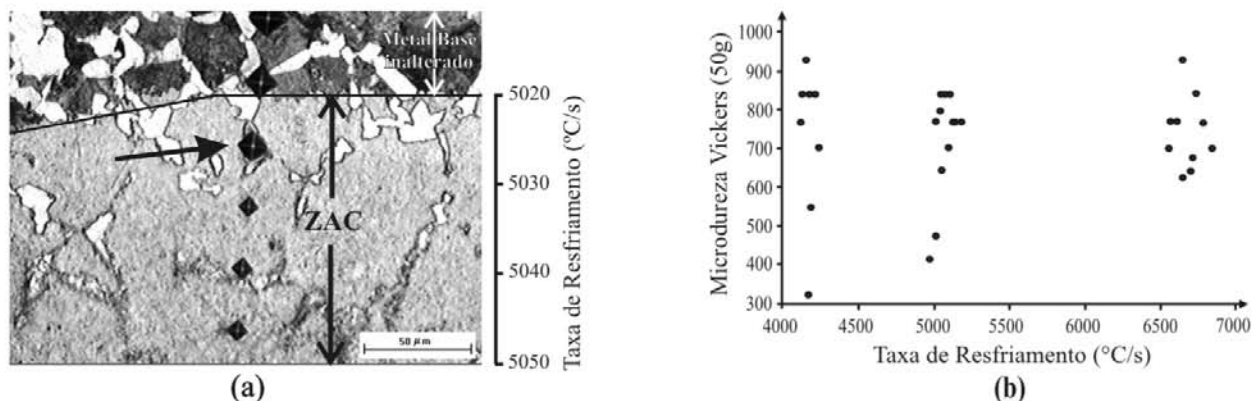 Metal Base
inalterado
ZAC
50 µm
5020
5030
5040
5050
Taxa de Resfriamento (ºC/s)
(a)
Microdureza Vickers (50g)
1000
900
800
700
600
500
400
300
4000 4500 5000 5500 6000 6500 7000
Taxa de Resfriamento (°C/s)
(b)